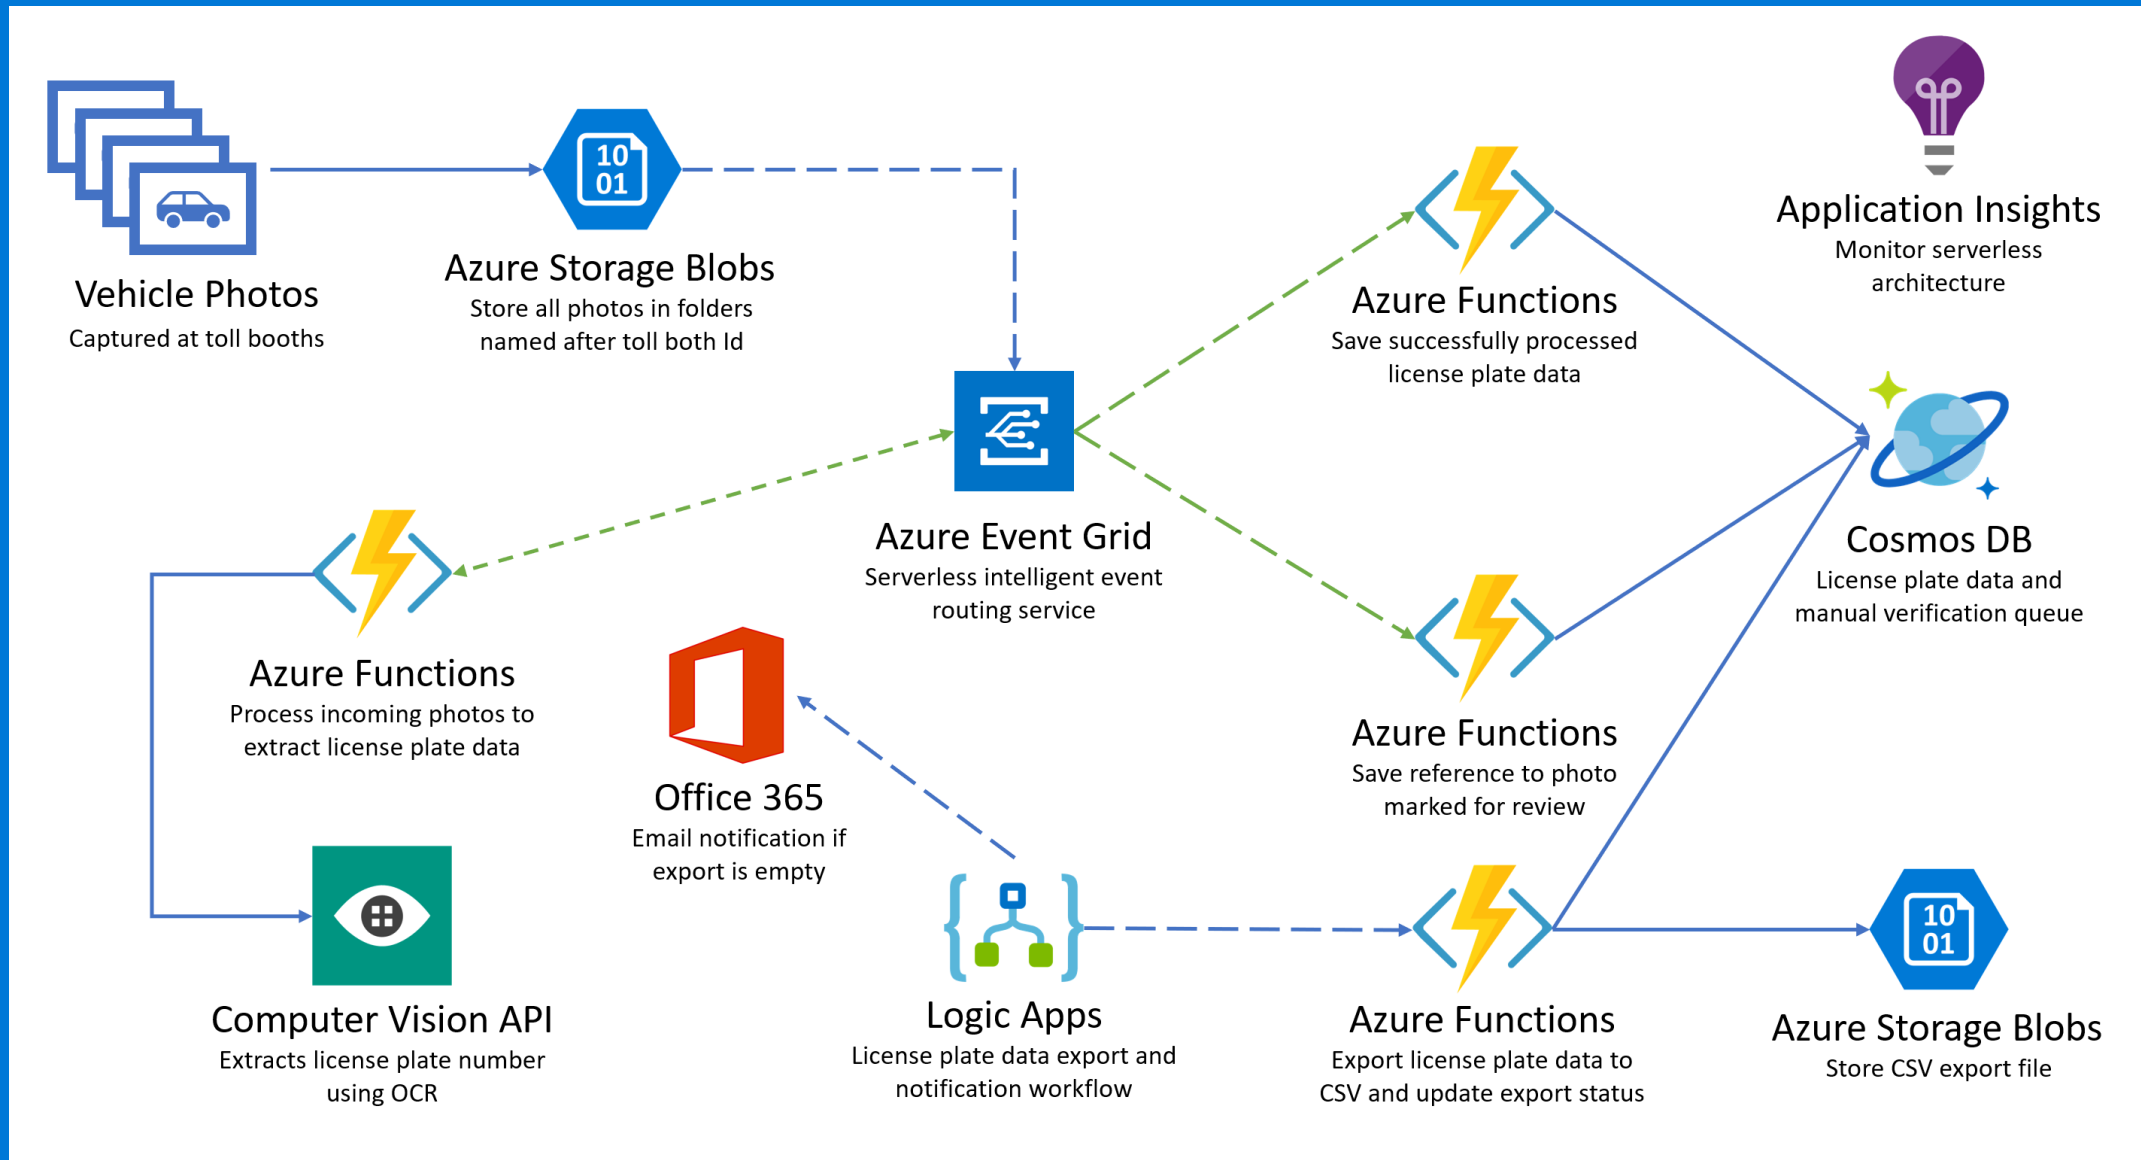 Vehicle Photos
Captured at toll booths
10
01
Azure Storage Blobs
Store all photos in folders
named after toll both Id
Azure Event Grid
Serverless intelligent event
routing service
Azure Functions
Save successfully processed
license plate data
Application Insights
Monitor serverless
architecture
Cosmos DB
License plate data and
manual verification queue
Azure Functions
Process incoming photos to
extract license plate data
Office 365
Email notification if
export is empty
Azure Functions
Save reference to photo
marked for review
Computer Vision API
Extracts license plate number
using OCR
Logic Apps
License plate data export and
notification workflow
Azure Functions
Export license plate data to
CSV and update export status
10
01
Azure Storage Blobs
Store CSV export file